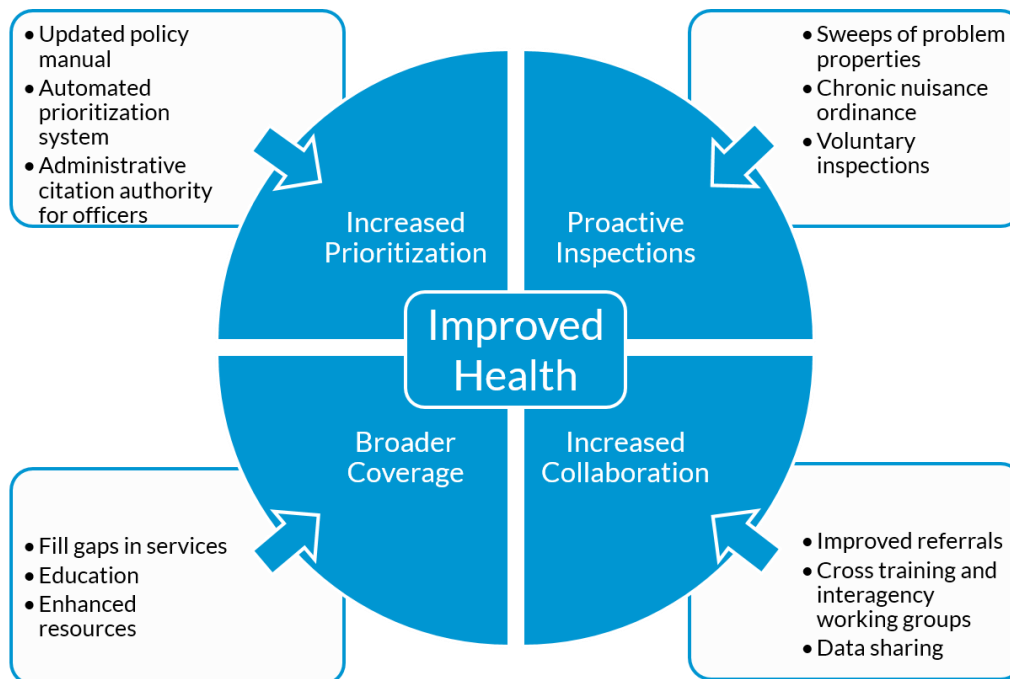 • Updated policy
manual
• Automated
prioritization
system
• Administrative
citation authority
for officers
• Sweeps of problem
properties
• Chronic nuisance
ordinance
• Voluntary
inspections
Increased
Prioritization
Proactive
Inspections
Improved
Health
Broader
Coverage
Increased
Collaboration
• Fill gaps in services
• Education
• Enhanced
resources
• Improved referrals
• Cross training and
interagency
working groups
• Data sharing